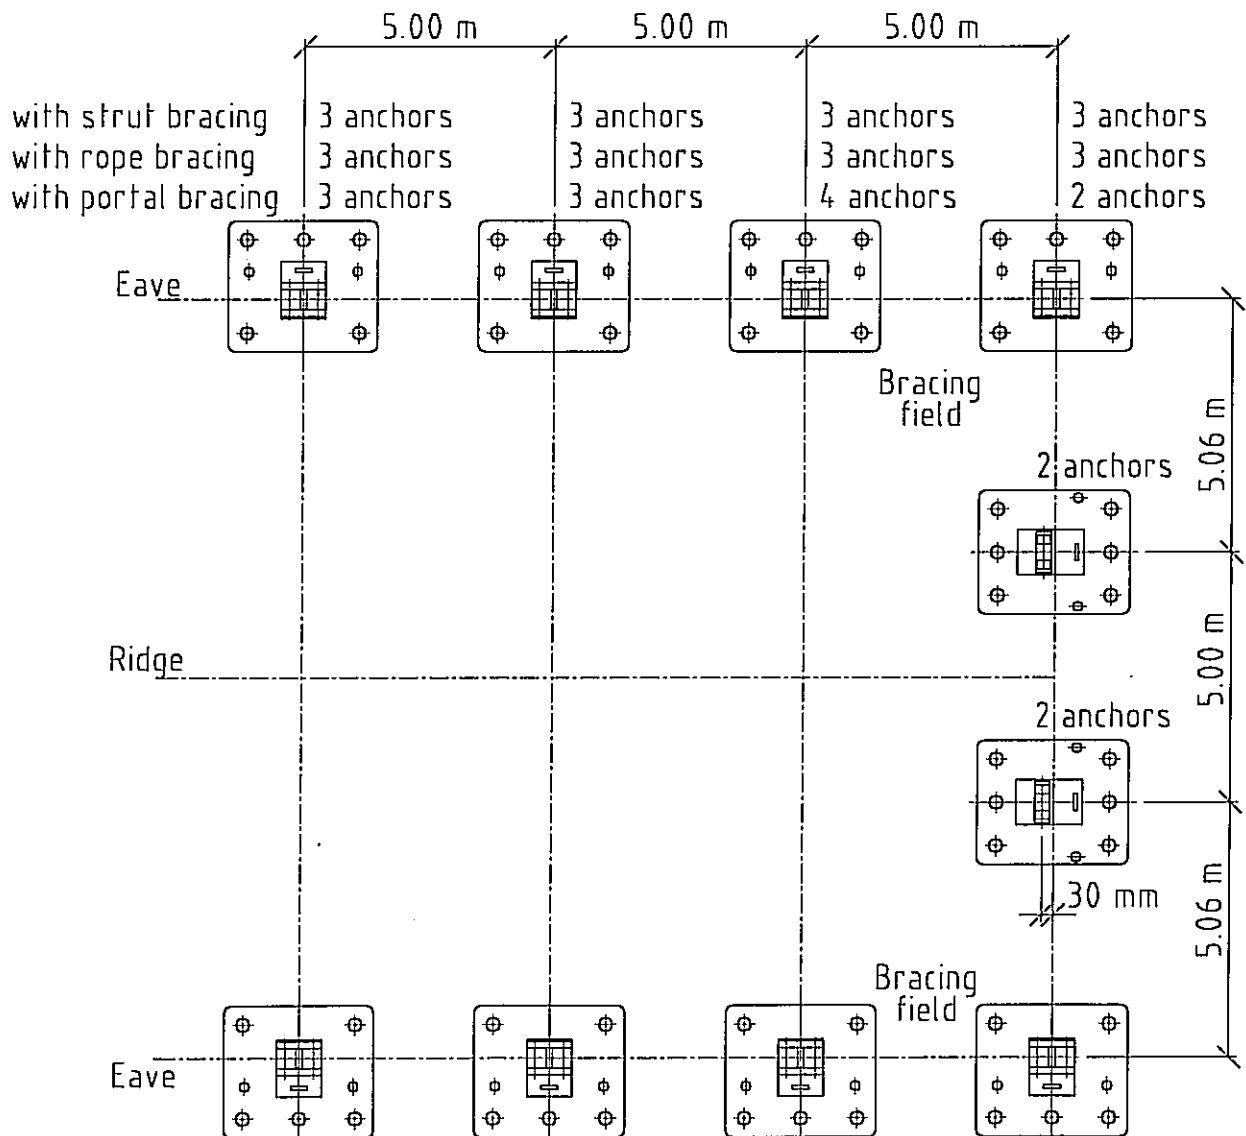 5.00 m 5.00 m 5.00 m
with strut bracing 3 anchors 3 anchors 3 anchors 3 anchors
with rope bracing 3 anchors 3 anchors 3 anchors 3 anchors
with portal bracing 3 anchors 3 anchors 4 anchors 2 anchors
Eave
Bracing
field
5.06 m
2 anchors
5.00 m
Ridge
2 anchors
30 mm
5.06 m
Bracing
field
Eave